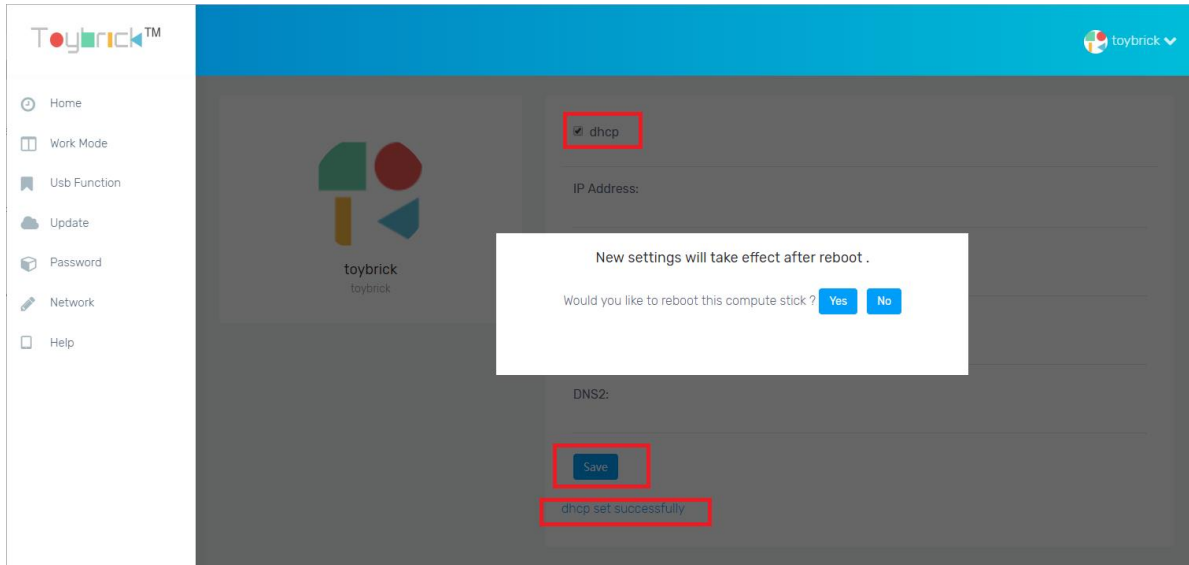 Toybrick™
toybrick
Home
Work Mode
Usb Function
Update
Password
Network
Help
toybrick
toybrick
dhcp
IP Address:
New settings will take effect after reboot .
Would you like to reboot this compute stick ? Yes No
DNS2:
Save
dhcp set successfully